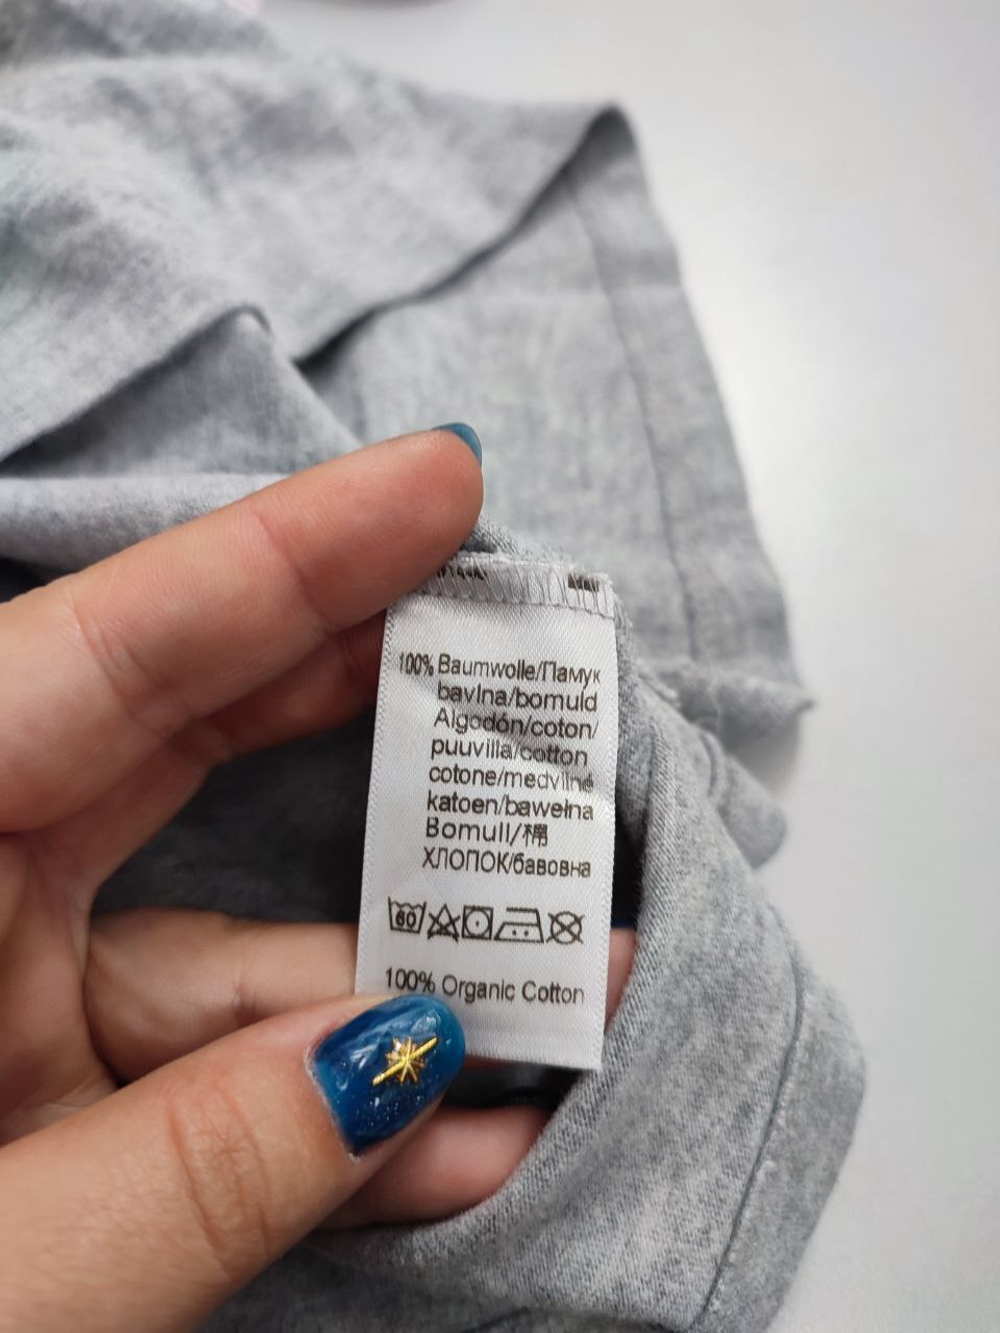 100% Baumwolle/Памук
bavlna/bomuld
Algodón/coton/
puuvilla/cotton
cotone/medvilnė
katoen/bawełna
Bomull/棉
ХЛОПОК/бавовна
60
100% Organic Cotton